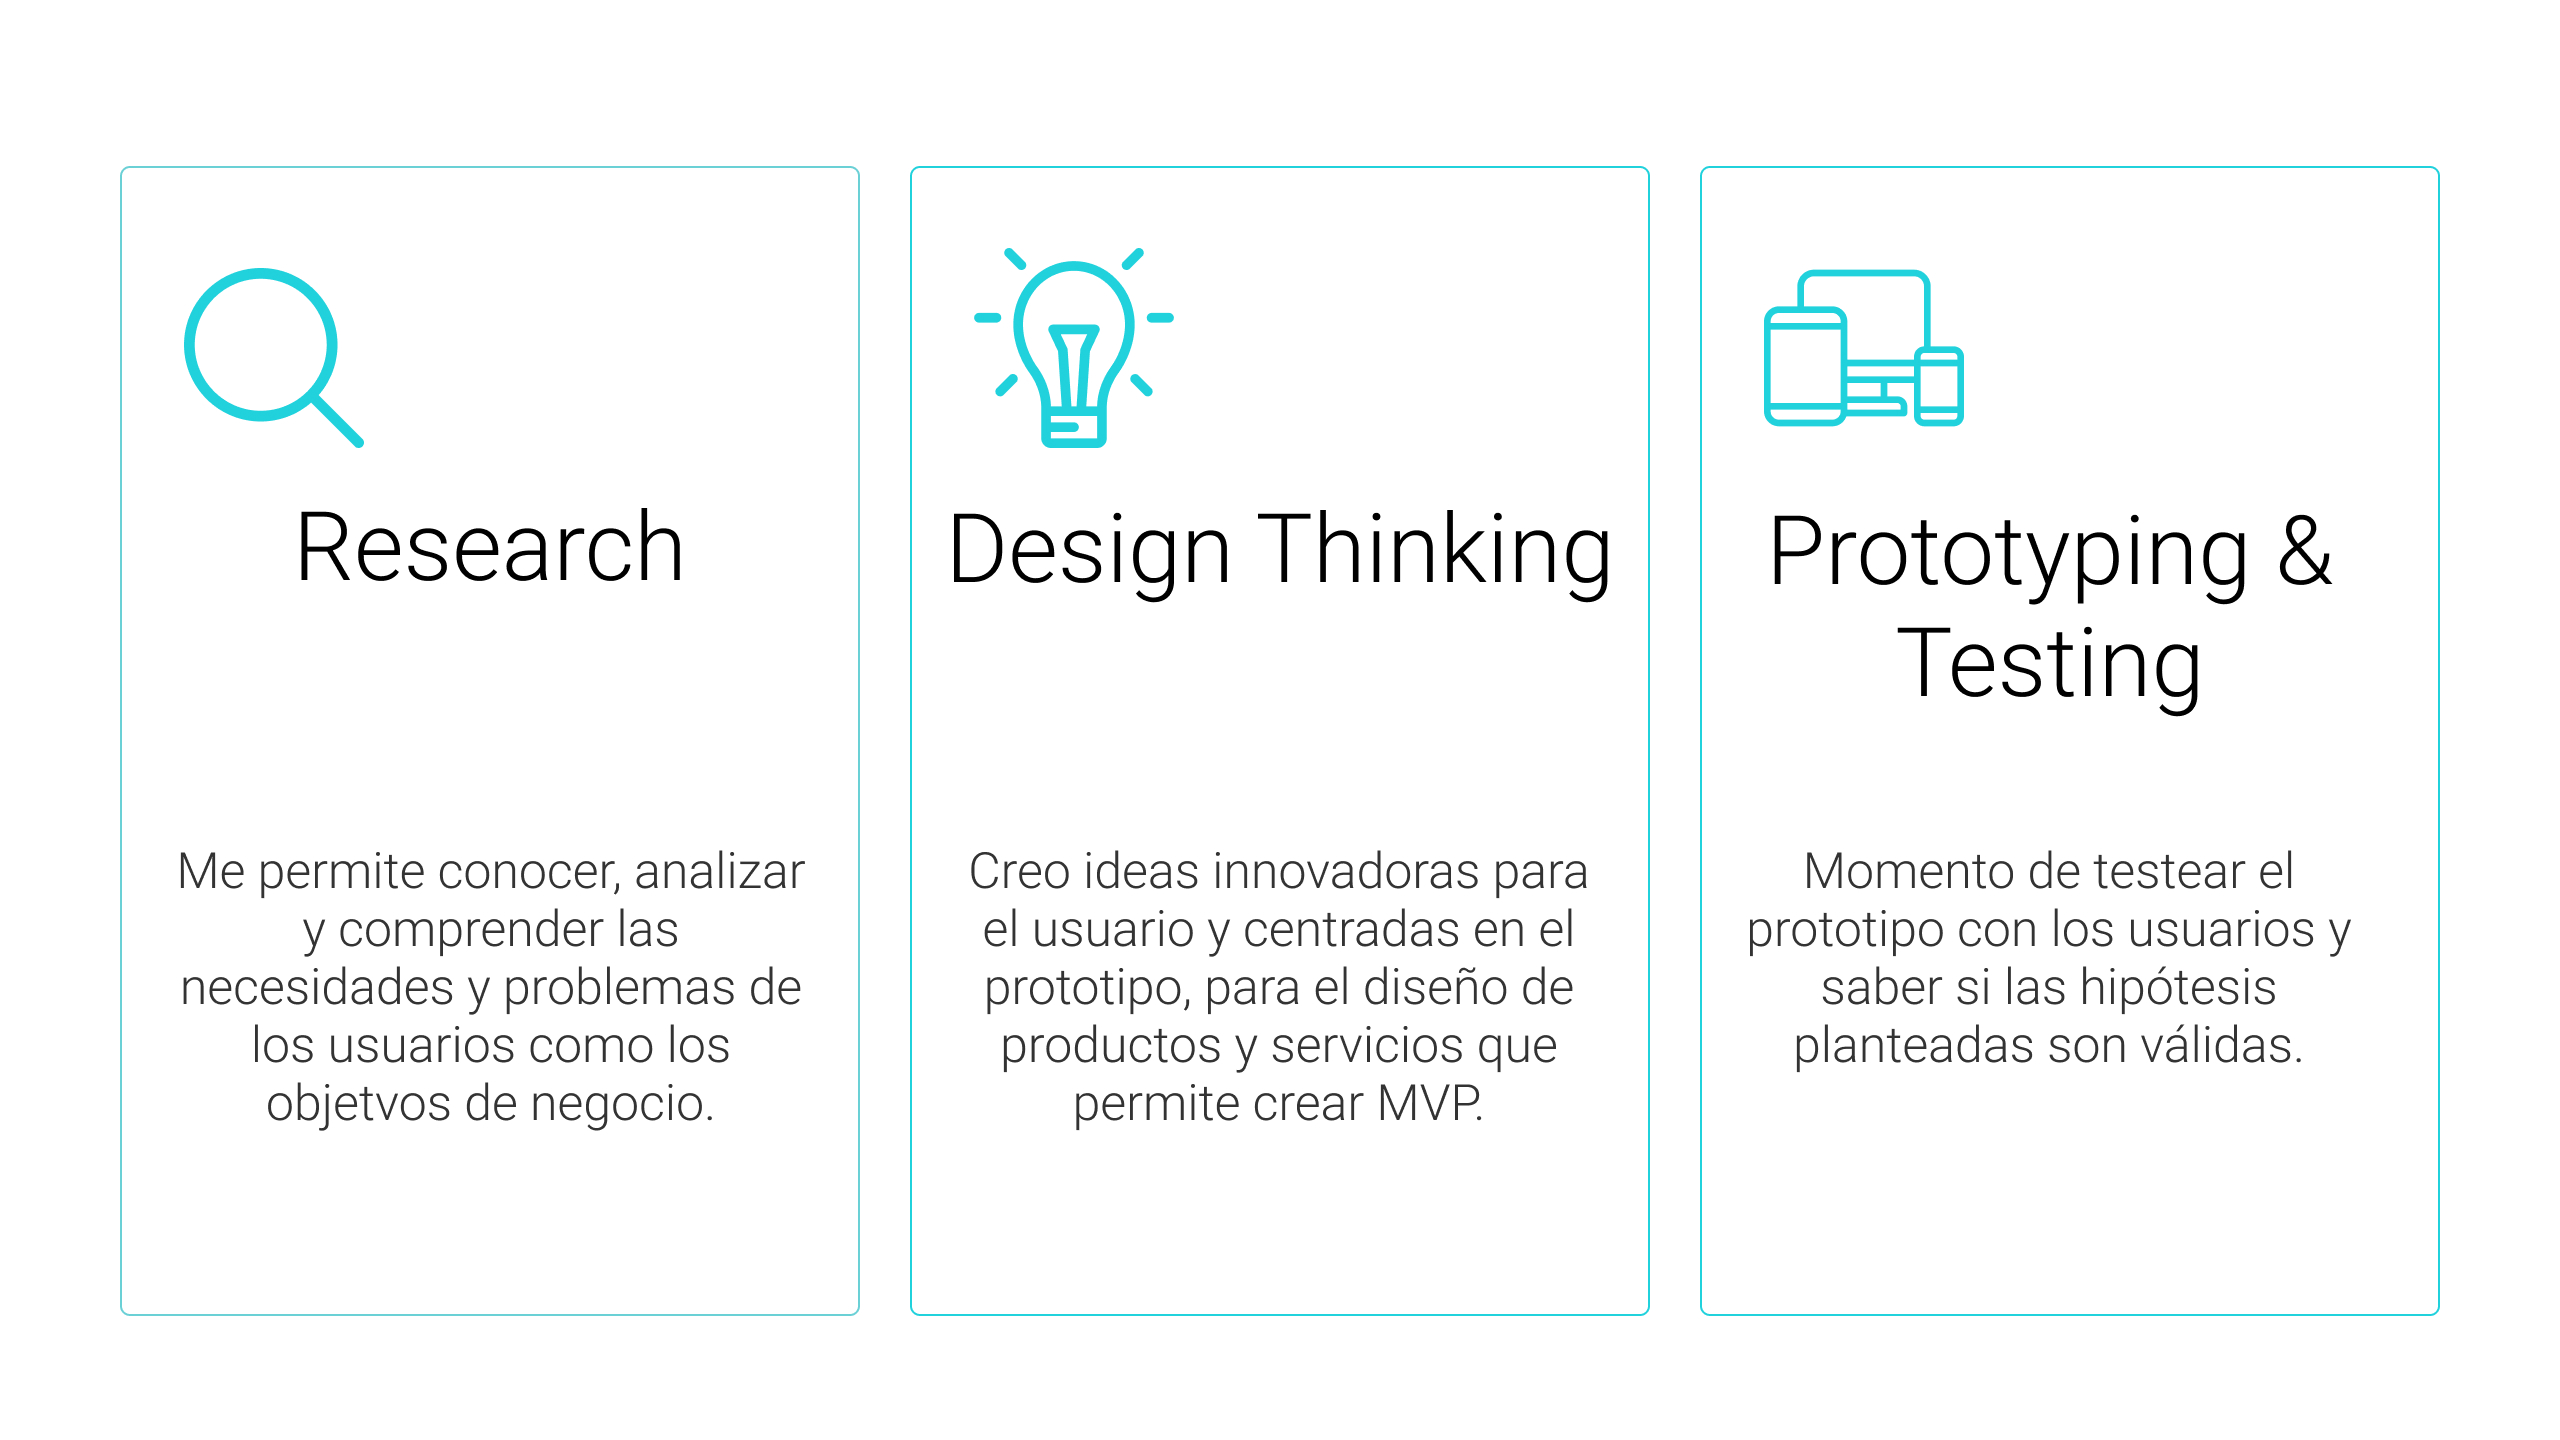 Research
Me permite conocer, analizar
y comprender las
necesidades y problemas de
los usuarios como los
objetvos de negocio.
Design Thinking
Creo ideas innovadoras para
el usuario y centradas en el
prototipo, para el diseño de
productos y servicios que
permite crear MVP.
Prototyping &
Testing
Momento de testear el
prototipo con los usuarios y
saber si las hipótesis
planteadas son válidas.